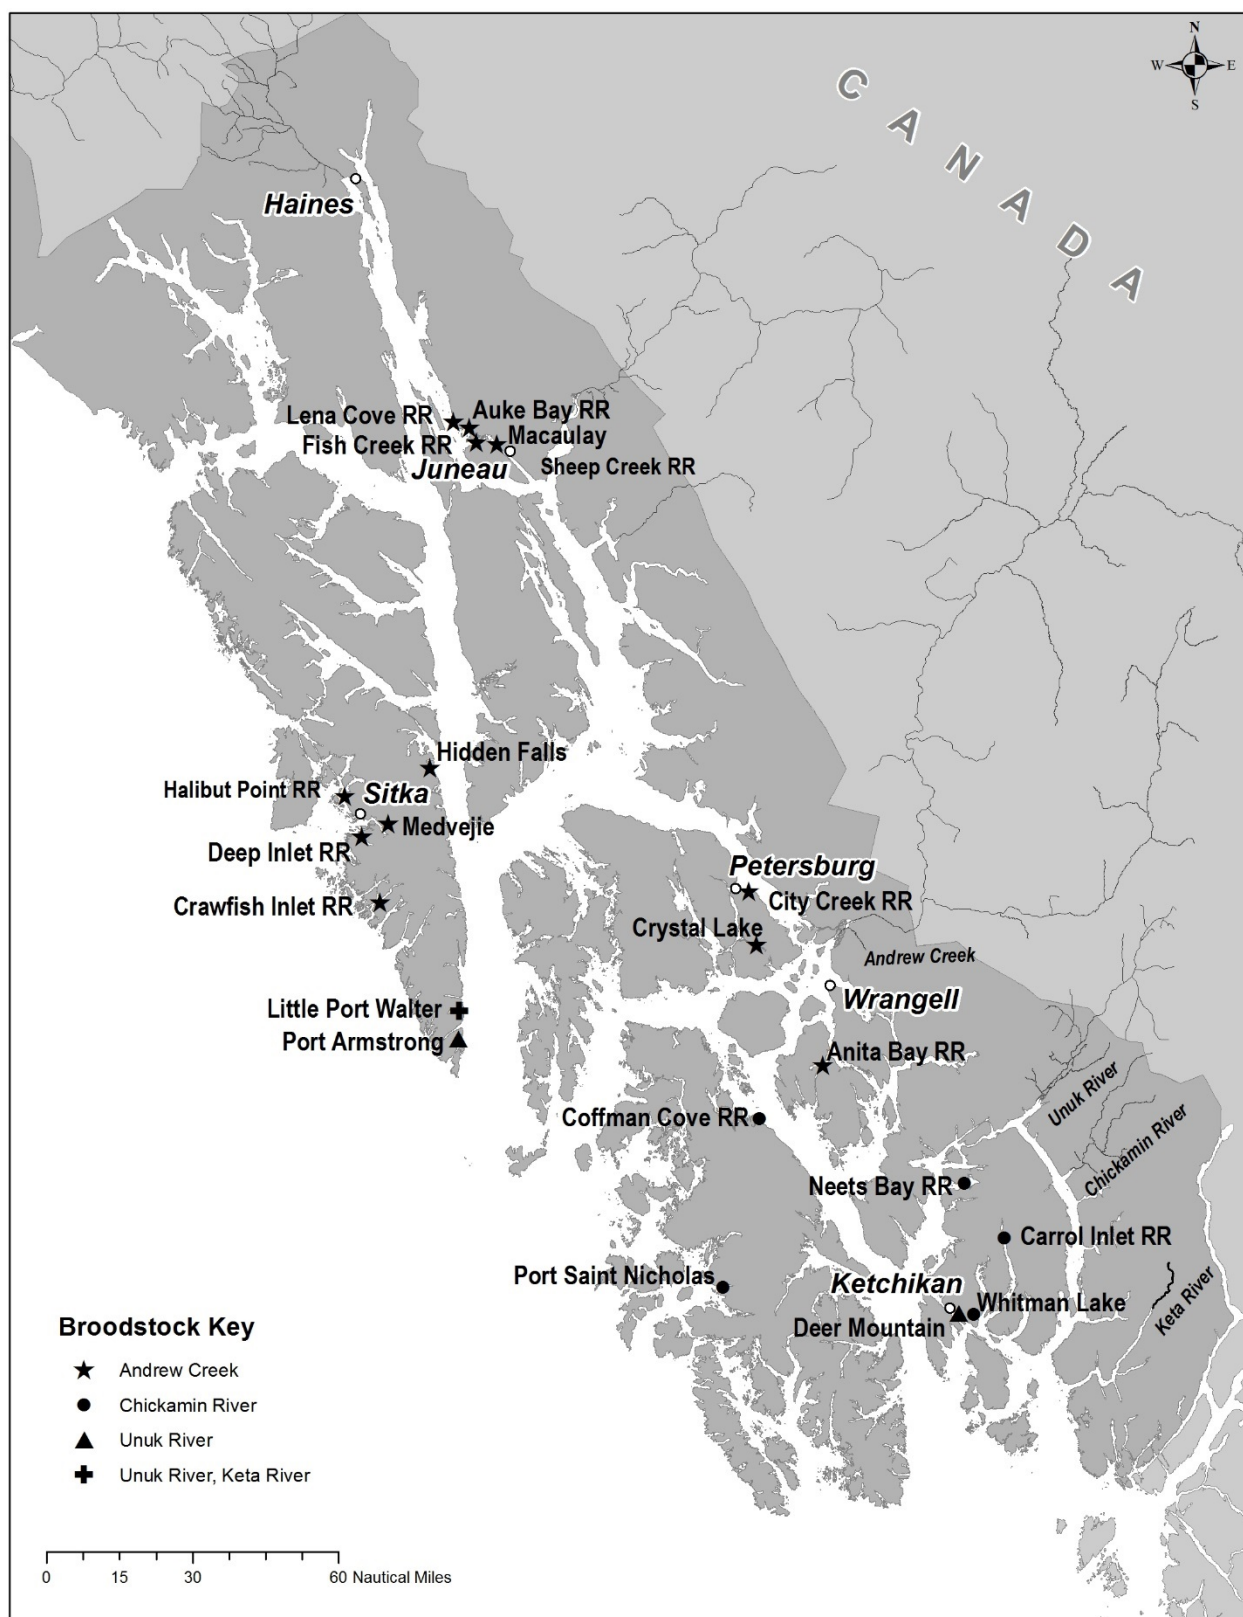 N
W E
S
CANADA
Haines
Lena Cove RR
Auke Bay RR
Fish Creek RR
Macaulay
Juneau
Sheep Creek RR
Hidden Falls
Halibut Point RR
Sitka
Medvejie
Deep Inlet RR
Crawfish Inlet RR
Petersburg
City Creek RR
Crystal Lake
Andrew Creek
Wrangell
Little Port Walter
Port Armstrong
Anita Bay RR
Unuk River
Coffman Cove RR
Chickamin River
Neets Bay RR
Carrol Inlet RR
Port Saint Nicholas
Ketchikan
Keta River
Whitman Lake
Deer Mountain
Broodstock Key
Andrew Creek
Chickamin River
Unuk River
Unuk River, Keta River
0 15 30 60 Nautical Miles